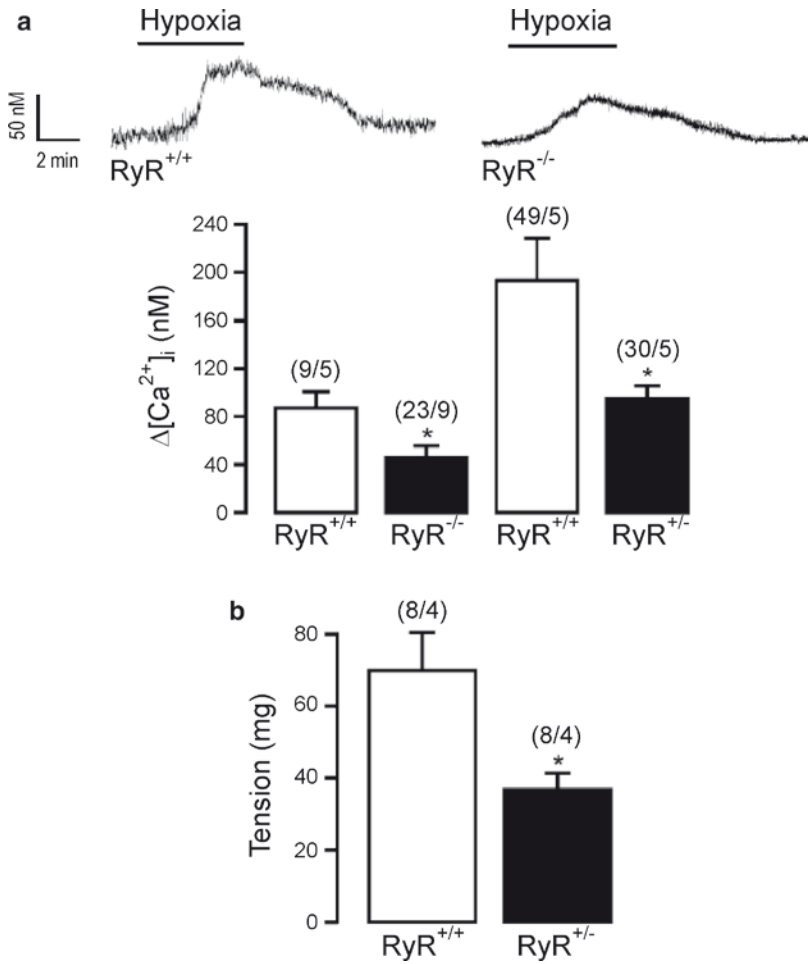 a
Hypoxia Hypoxia
50 nM
2 min
RyR+/+ RyR-/-
Δ[Ca2+]i (nM)
240
200
160
120
80
40
0
(9/5)
(23/9)
*
(49/5)
(30/5)
*
RyR+/+ RyR-/- RyR+/+ RyR+/-
b
Tension (mg)
80
60
40
20
0
(8/4)
(8/4)
*
RyR+/+ RyR+/-